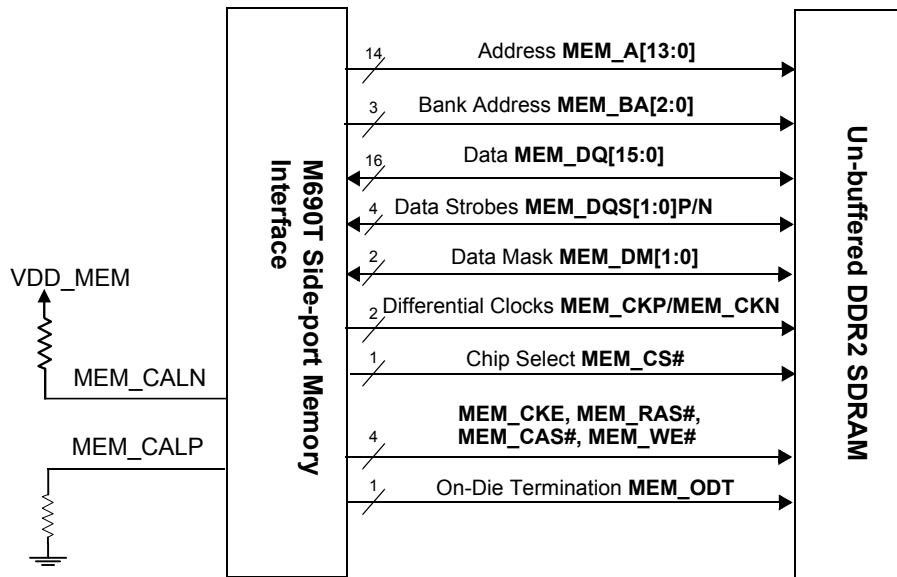 14
Address MEM_A[13:0]
3
Bank Address MEM_BA[2:0]
16
Data MEM_DQ[15:0]
4
Data Strobes MEM_DQS[1:0]P/N
2
Data Mask MEM_DM[1:0]
2
Differential Clocks MEM_CKP/MEM_CKN
1
Chip Select MEM_CS#
MEM_CKE, MEM_RAS#,
MEM_CAS#, MEM_WE#
4
1
On-Die Termination MEM_ODT
M690T Side-port Memory
Interface
Un-buffered DDR2 SDRAM
VDD_MEM
MEM_CALN
MEM_CALP